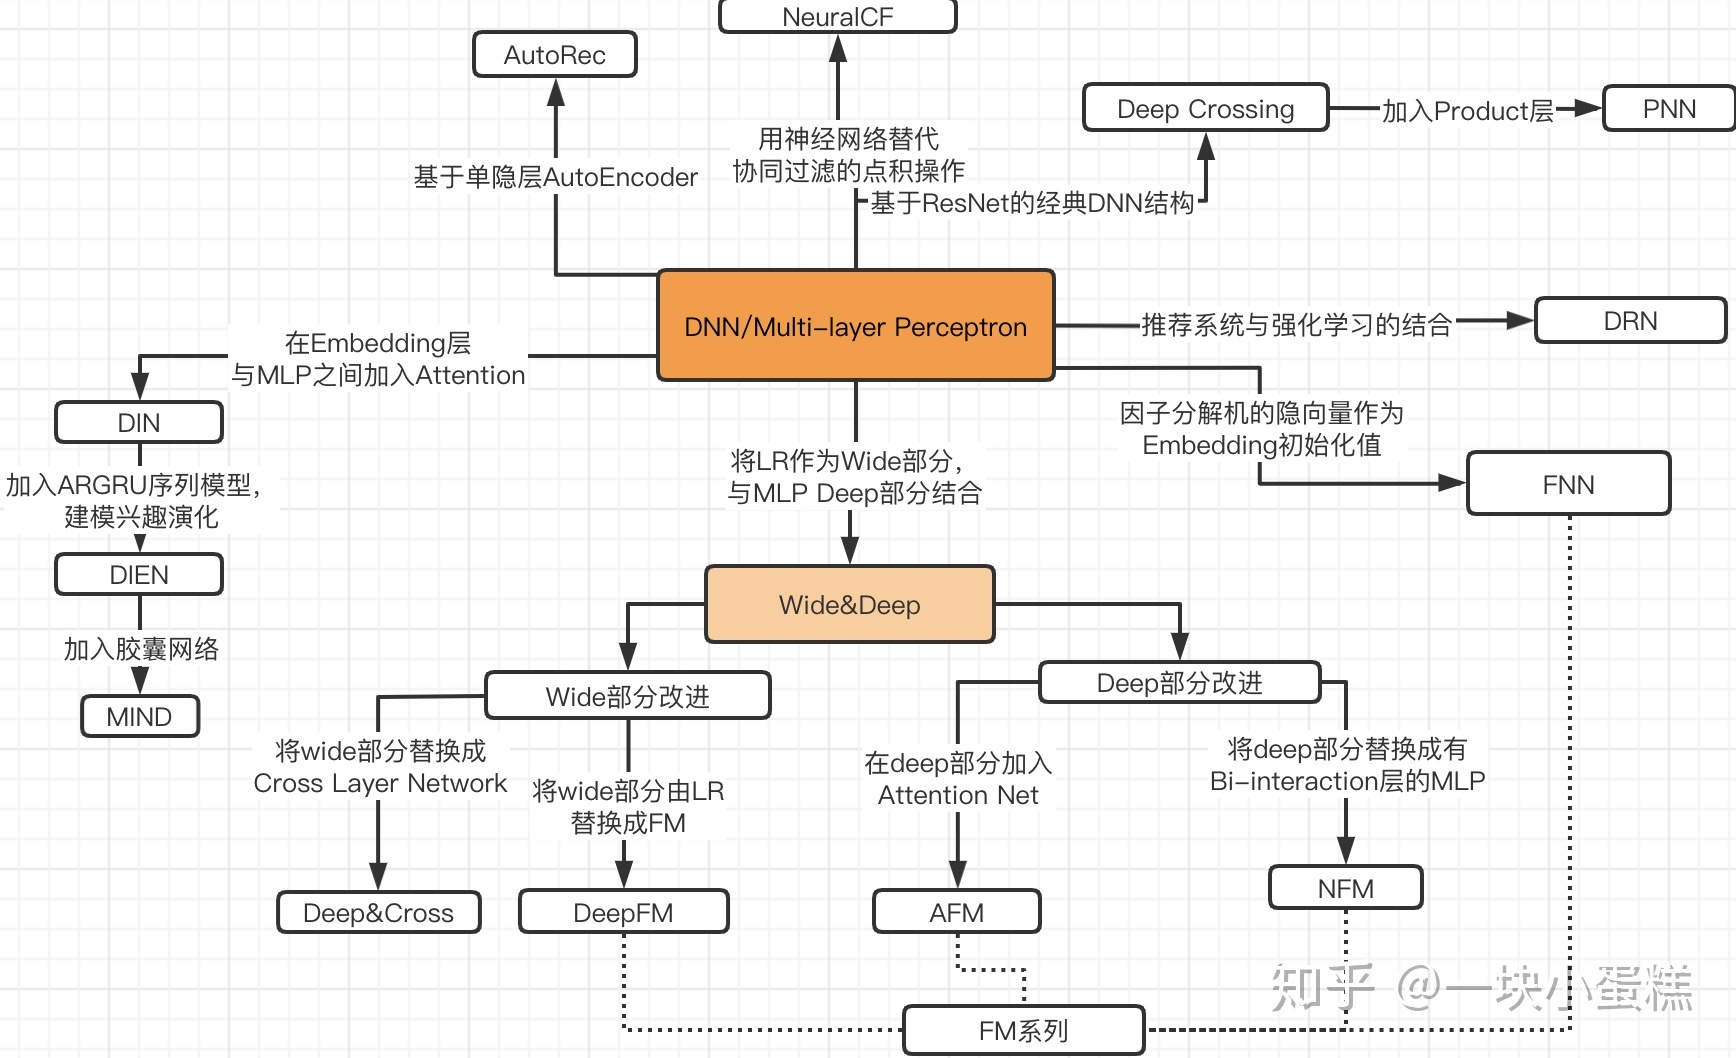 NeuralCF
AutoRec
Deep Crossing
加入Product层
PNN
用神经网络替代
协同过滤的点积操作
基于单隐层AutoEncoder
基于ResNet的经典DNN结构
DNN/Multi-layer Perceptron
推荐系统与强化学习的结合
DRN
在Embedding层
与MLP之间加入Attention
DIN
因子分解机的隐向量作为
Embedding初始化值
将LR作为Wide部分，
与MLP Deep部分结合
FNN
加入ARGRU序列模型，
建模兴趣演化
DIEN
Wide&Deep
加入胶囊网络
MIND
Wide部分改进
Deep部分改进
将wide部分替换成
Cross Layer Network
将wide部分由LR
替换成FM
在deep部分加入
Attention Net
将deep部分替换成有
Bi-interaction层的MLP
Deep&Cross
DeepFM
AFM
NFM
FM系列
知乎 @一块小蛋糕